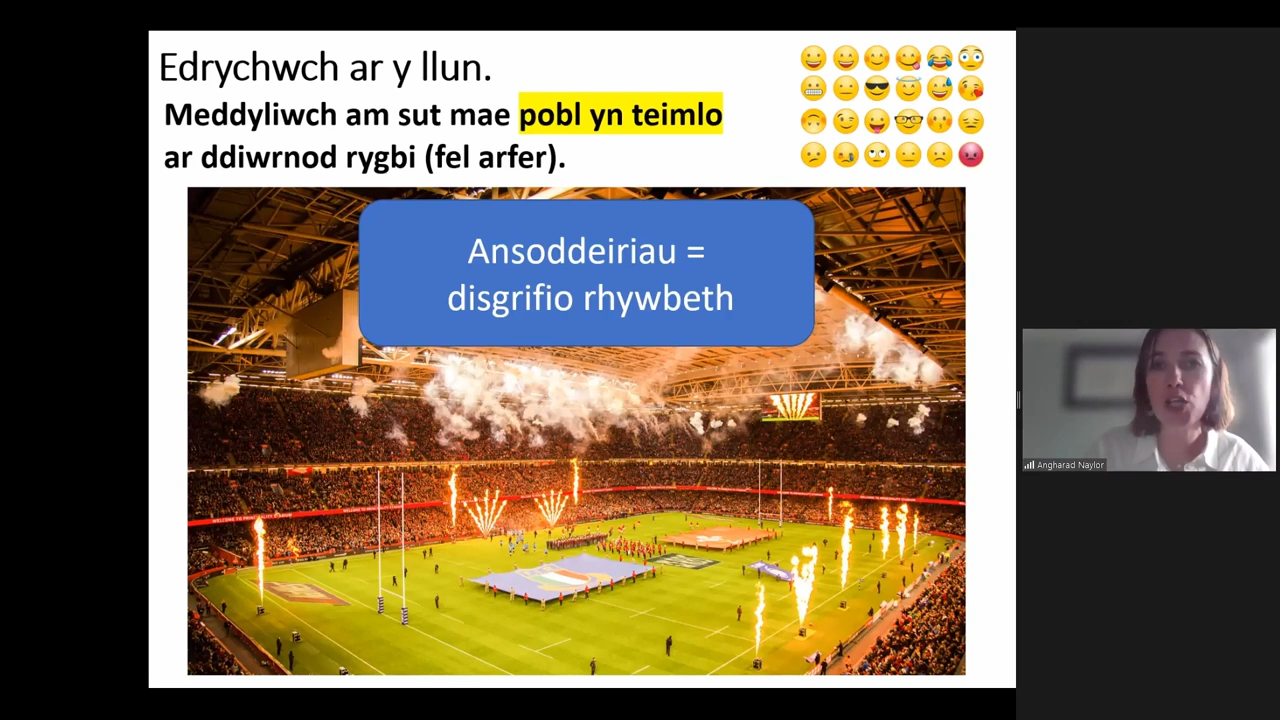 Edrychwch ar y llun.
Meddyliwch am sut mae pobl yn teimlo
ar ddiwrnod rygbi (fel arfer).
Ansoddeiriau =
disgrifio rhywbeth
Angharad Naylor